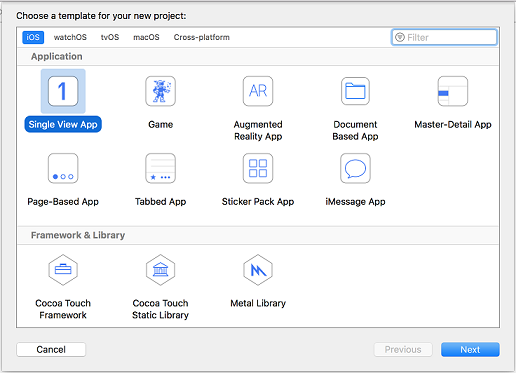 Choose a template for your new project:
iOS watchOS tvOS macOS Cross-platform Filter
Application
1 AR
Single View App Game Augmented Reality App Document Based App Master-Detail App
Page-Based App Tabbed App Sticker Pack App iMessage App
Framework & Library
Cocoa Touch Framework Cocoa Touch Static Library Metal Library
Cancel Previous Next